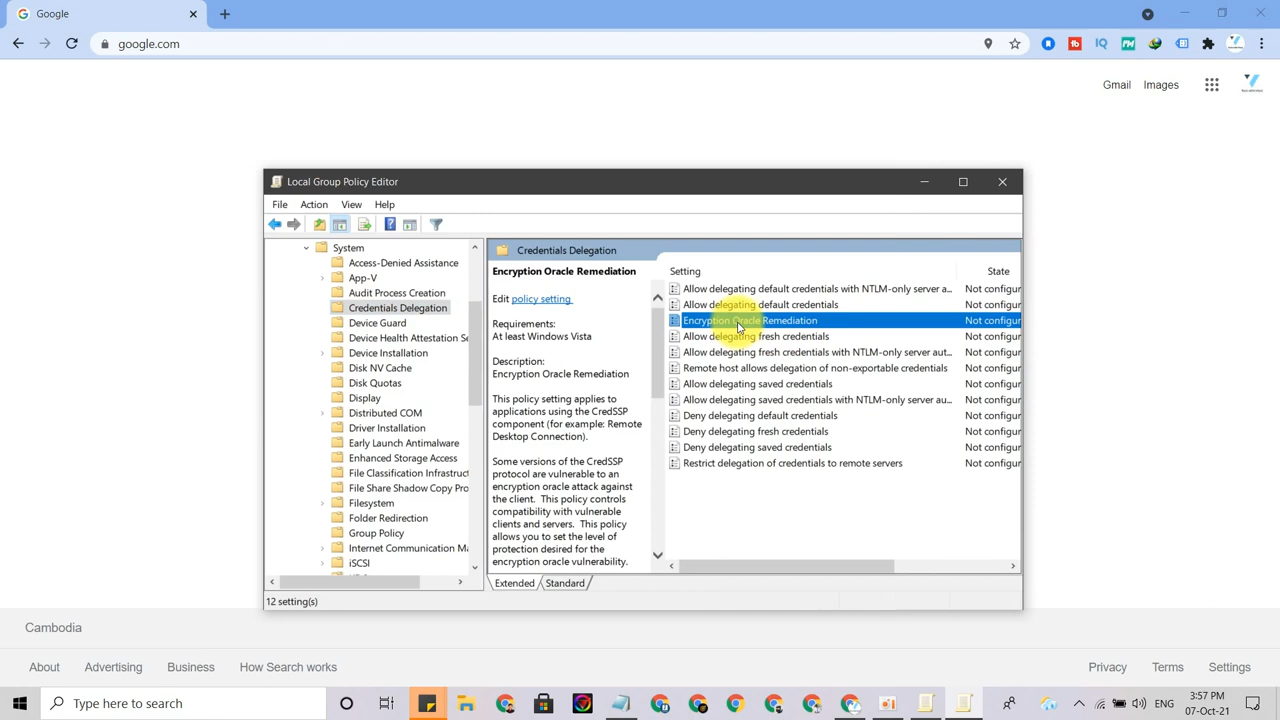 Google
google.com
Gmail
Images
Local Group Policy Editor
File
Action
View
Help
System
Access-Denied Assistance
App-V
Audit Process Creation
Credentials Delegation
Device Guard
Device Health Attestation Se
Device Installation
Disk NV Cache
Disk Quotas
Display
Distributed COM
Driver Installation
Early Launch Antimalware
Enhanced Storage Access
File Classification Infrastruct
File Share Shadow Copy Pro
Filesystem
Folder Redirection
Group Policy
Internet Communication Ma
iSCSI
Credentials Delegation
Encryption Oracle Remediation
Edit policy setting
Requirements:
At least Windows Vista
Description:
Encryption Oracle Remediation
This policy setting applies to
applications using the CredSSP
component (for example: Remote
Desktop Connection).
Some versions of the CredSSP
protocol are vulnerable to an
encryption oracle attack against
the client. This policy controls
compatibility with vulnerable
clients and servers. This policy
allows you to set the level of
protection desired for the
encryption oracle vulnerability.
Setting State
Allow delegating default credentials with NTLM-only server a... Not configur
Allow delegating default credentials Not configur
Encryption Oracle Remediation Not configur
Allow delegating fresh credentials Not configur
Allow delegating fresh credentials with NTLM-only server aut... Not configur
Remote host allows delegation of non-exportable credentials Not configur
Allow delegating saved credentials Not configur
Allow delegating saved credentials with NTLM-only server au... Not configur
Deny delegating default credentials Not configur
Deny delegating fresh credentials Not configur
Deny delegating saved credentials Not configur
Restrict delegation of credentials to remote servers Not configur
Extended
Standard
12 setting(s)
Cambodia
About
Advertising
Business
How Search works
Privacy
Terms
Settings
Type here to search
ENG
3:57 PM
07-Oct-21